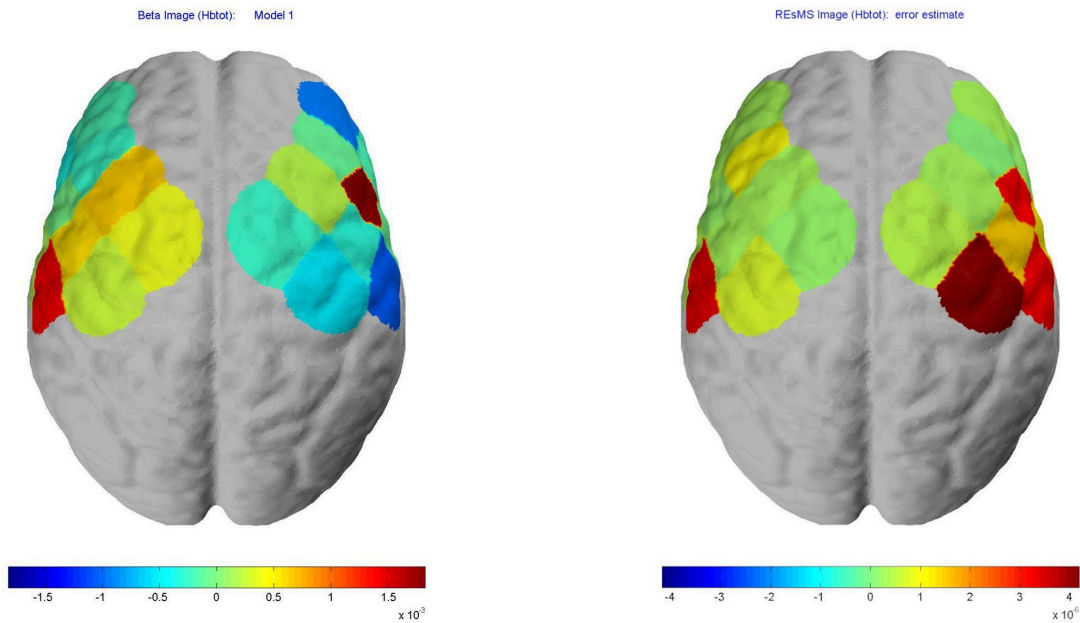 Beta Image (Hbtot): Model 1
REsMS Image (Hbtot): error estimate
-1.5 -1 -0.5 0 0.5 1 1.5
x 10-3
-4 -3 -2 -1 0 1 2 3 4
x 10-6